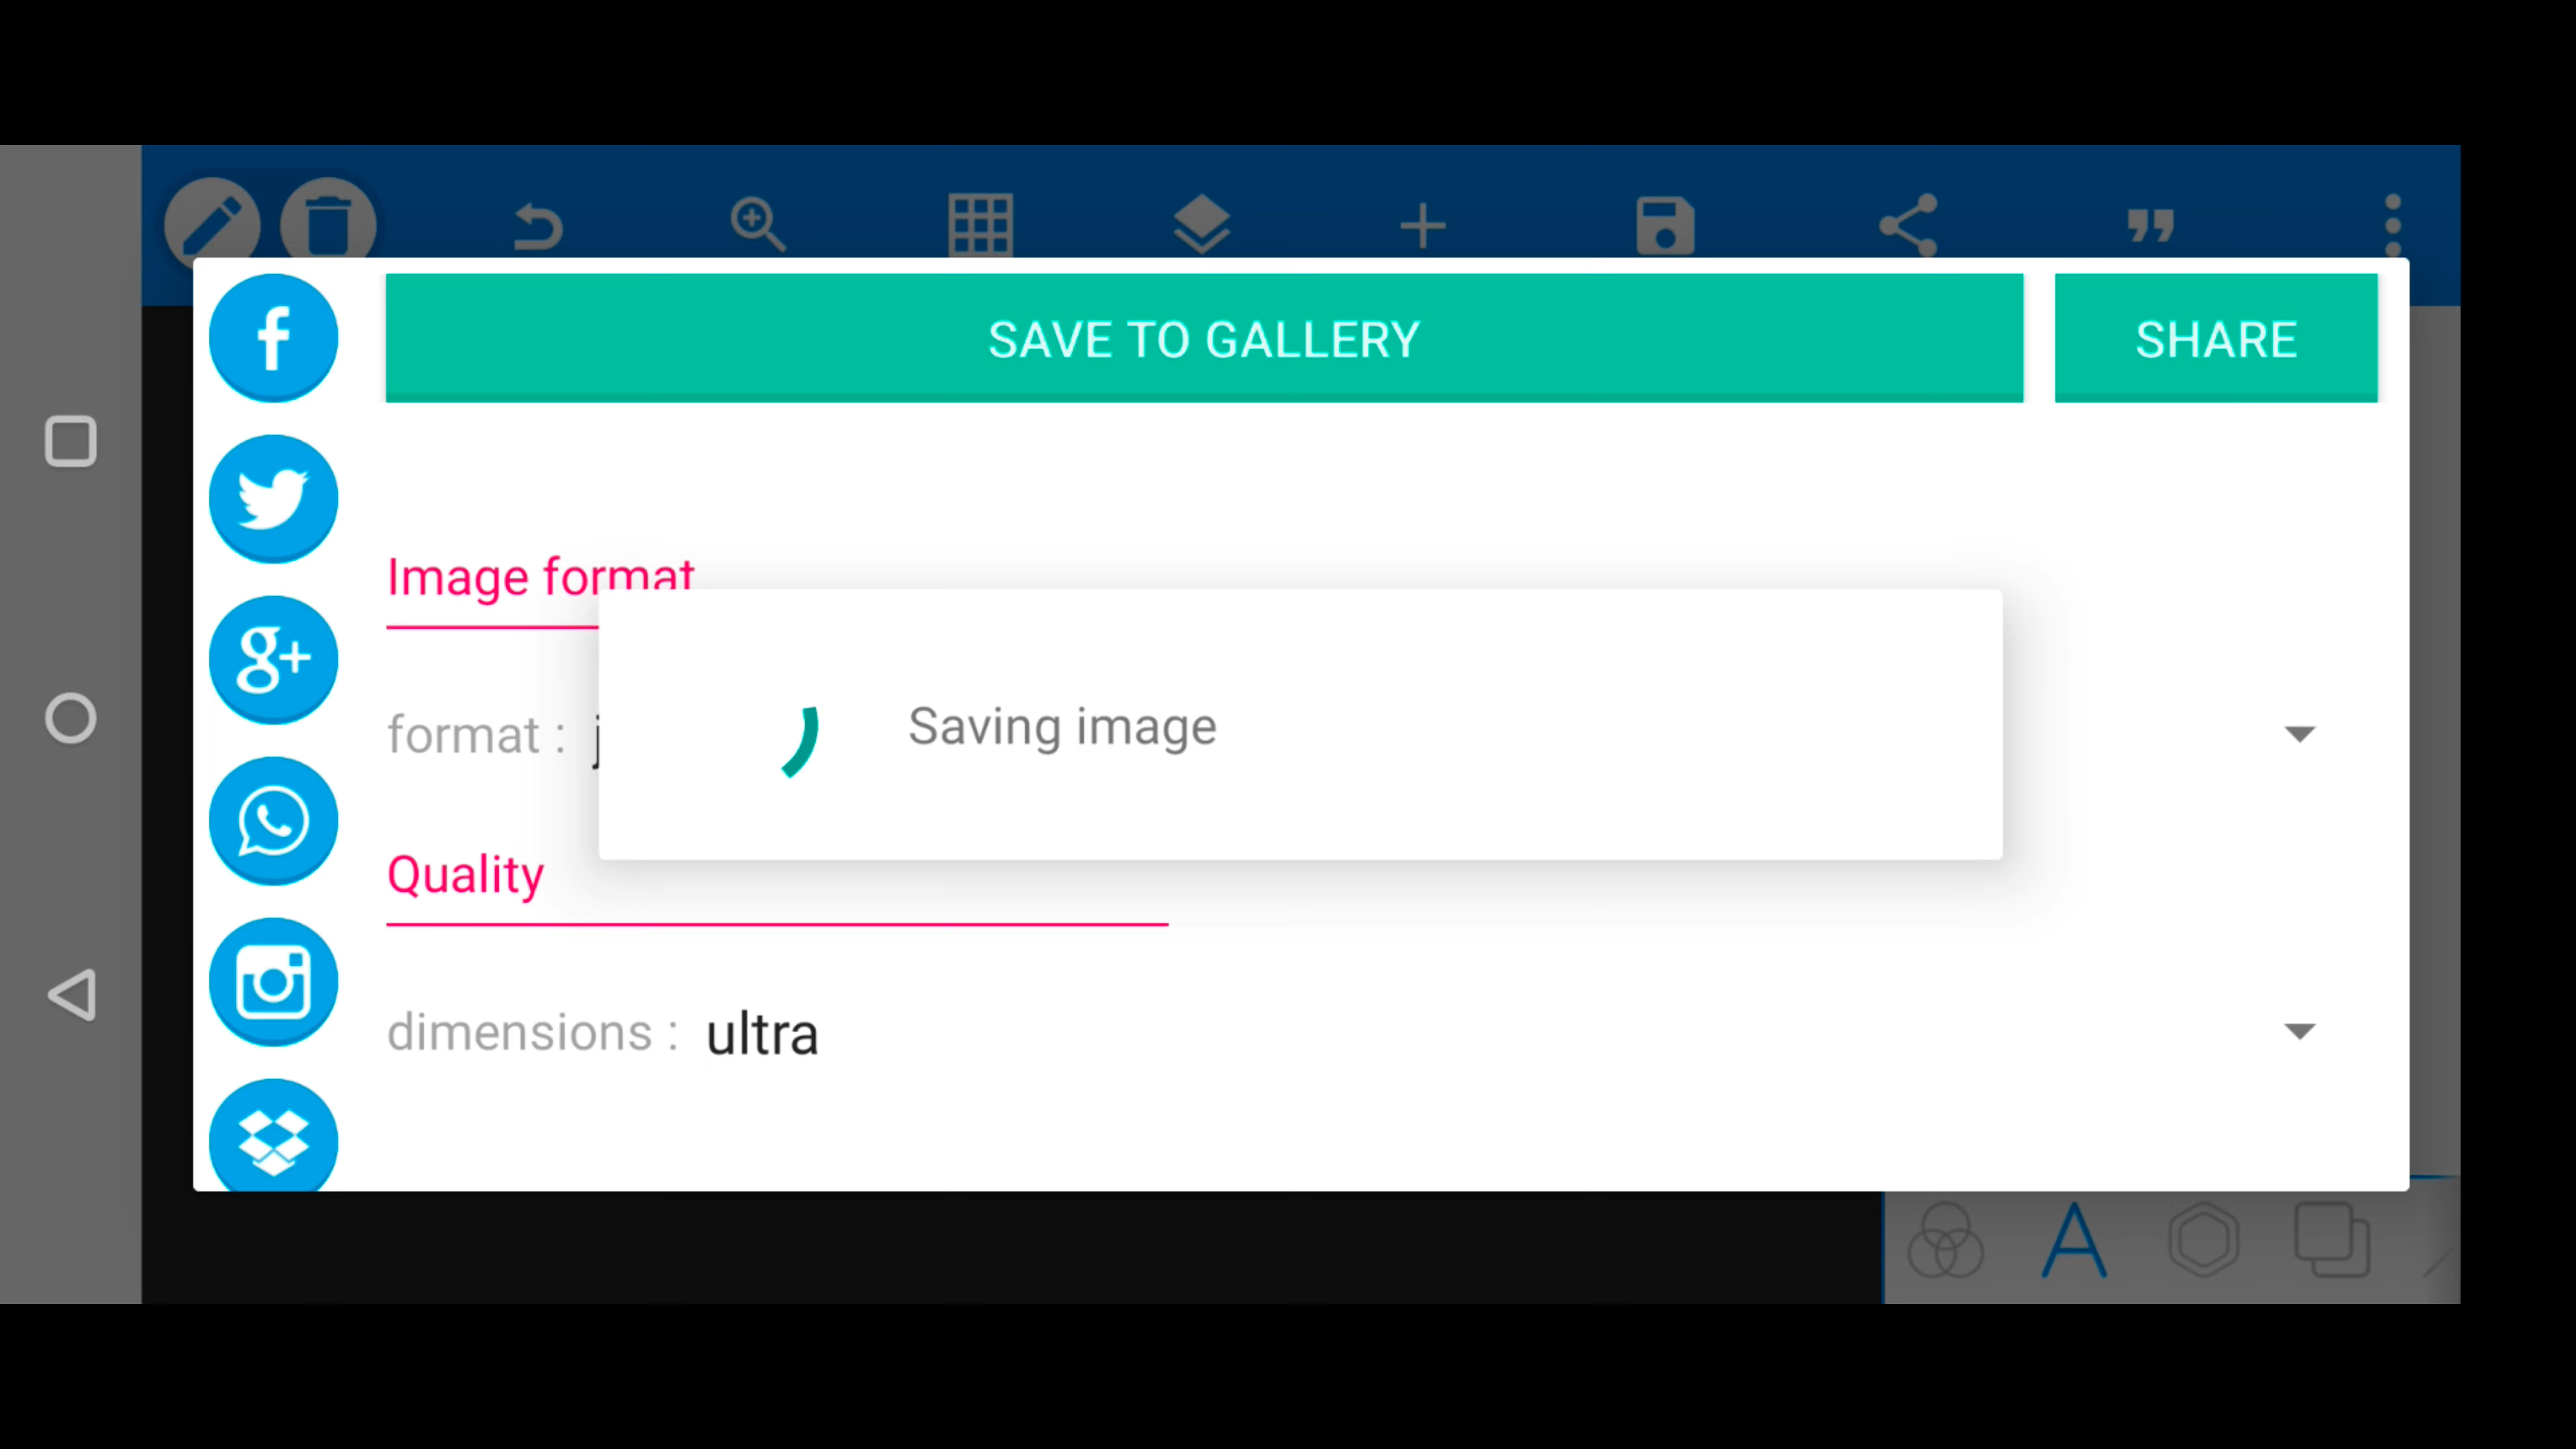 SAVE TO GALLERY
SHARE
Image format
format :
Saving image
Quality
dimensions : ultra